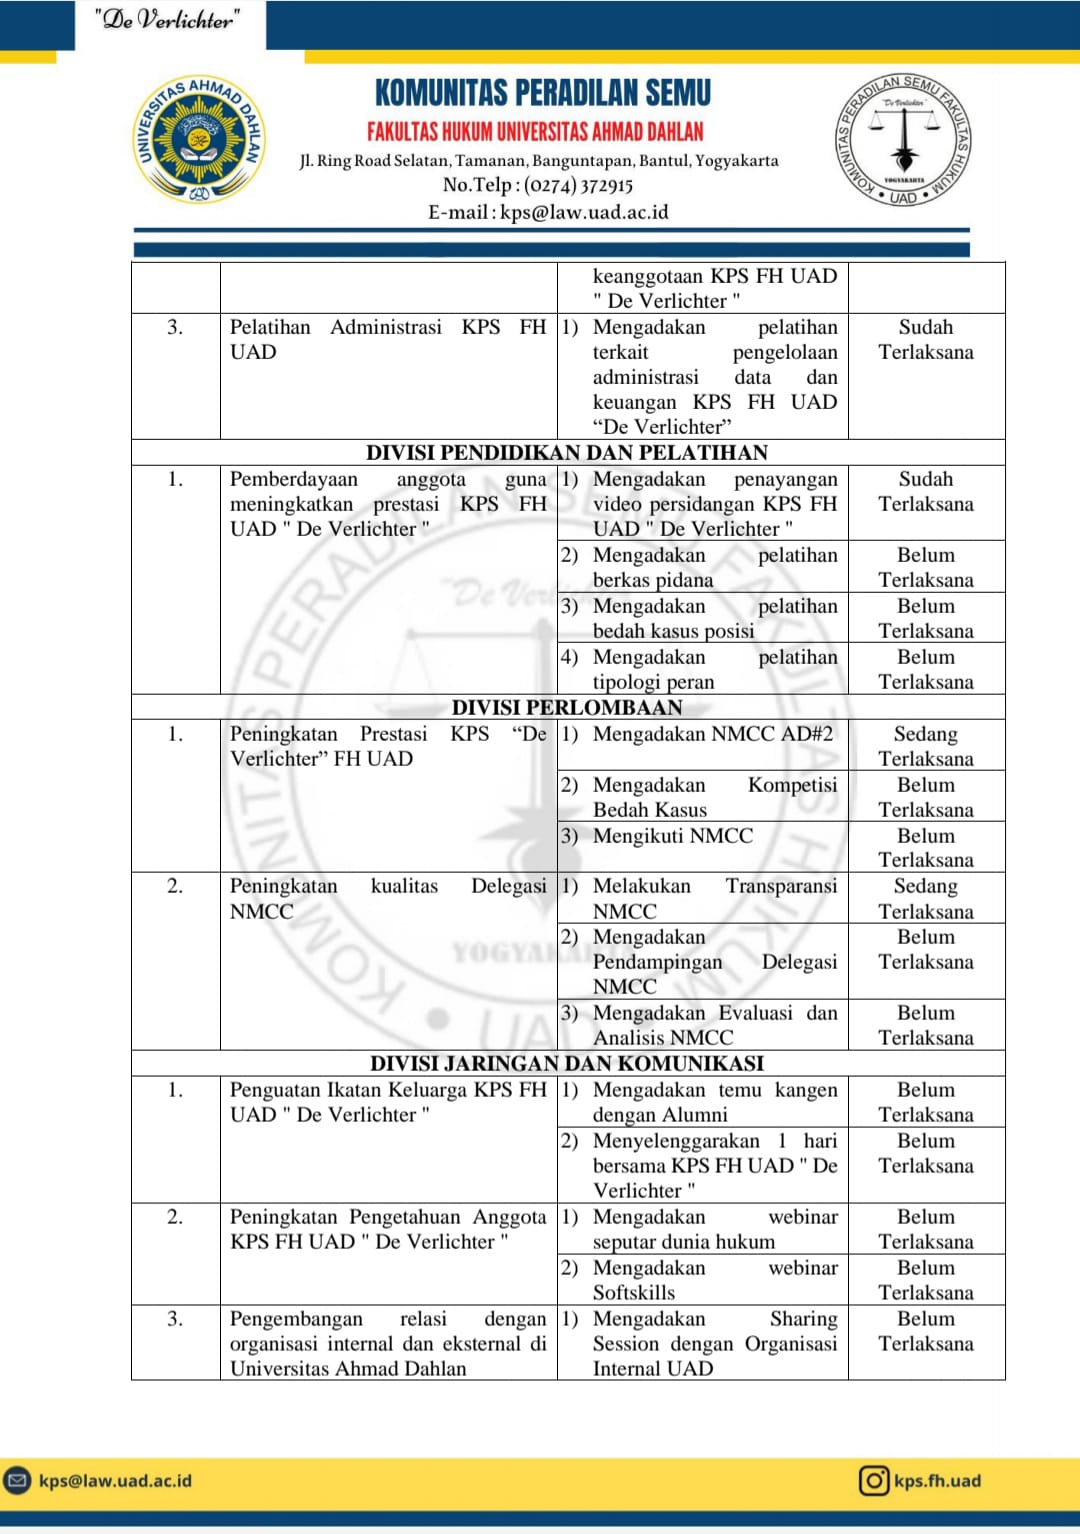 "De Verlichter"
KOMUNITAS PERADILAN SEMU
FAKULTAS HUKUM UNIVERSITAS AHMAD DAHLAN
Jl. Ring Road Selatan, Tamanan, Banguntapan, Bantul, Yogyakarta
No.Telp : (0274) 372915
E-mail : kps@law.uad.ac.id
UNIVERSITAS AHMAD DAHLAN
KOMUNITAS PERADILAN SEMU FAKULTAS HUKUM
"De Verlichter"
YOGYAKARTA
• UAD •
keanggotaan KPS FH UAD
" De Verlichter "
3. Pelatihan Administrasi KPS FH 1) Mengadakan pelatihan Sudah
UAD terkait pengelolaan Terlaksana
administrasi data dan
keuangan KPS FH UAD
“De Verlichter”
DIVISI PENDIDIKAN DAN PELATIHAN
1. Pemberdayaan anggota guna 1) Mengadakan penayangan Sudah
meningkatkan prestasi KPS FH video persidangan KPS FH Terlaksana
UAD " De Verlichter " UAD " De Verlichter "
2) Mengadakan pelatihan Belum
berkas pidana Terlaksana
3) Mengadakan pelatihan Belum
bedah kasus posisi Terlaksana
4) Mengadakan pelatihan Belum
tipologi peran Terlaksana
DIVISI PERLOMBAAN
1. Peningkatan Prestasi KPS “De 1) Mengadakan NMCC AD#2 Sedang
Verlichter” FH UAD Terlaksana
2) Mengadakan Kompetisi Belum
Bedah Kasus Terlaksana
3) Mengikuti NMCC Belum
Terlaksana
2. Peningkatan kualitas Delegasi 1) Melakukan Transparansi Sedang
NMCC NMCC Terlaksana
2) Mengadakan Belum
Pendampingan Delegasi Terlaksana
NMCC
3) Mengadakan Evaluasi dan Belum
Analisis NMCC Terlaksana
DIVISI JARINGAN DAN KOMUNIKASI
1. Penguatan Ikatan Keluarga KPS FH 1) Mengadakan temu kangen Belum
UAD " De Verlichter " dengan Alumni Terlaksana
2) Menyelenggarakan 1 hari Belum
bersama KPS FH UAD " De Terlaksana
Verlichter "
2. Peningkatan Pengetahuan Anggota 1) Mengadakan webinar Belum
KPS FH UAD " De Verlichter " seputar dunia hukum Terlaksana
2) Mengadakan webinar Belum
Softskills Terlaksana
3. Pengembangan relasi dengan 1) Mengadakan Sharing Belum
organisasi internal dan eksternal di Session dengan Organisasi Terlaksana
Universitas Ahmad Dahlan Internal UAD
KOMUNITAS PERADILAN SEMU FAKULTAS HUKUM
"De Verlichter"
YOGYAKARTA
• UAD •
kps@law.uad.ac.id
kps.fh.uad